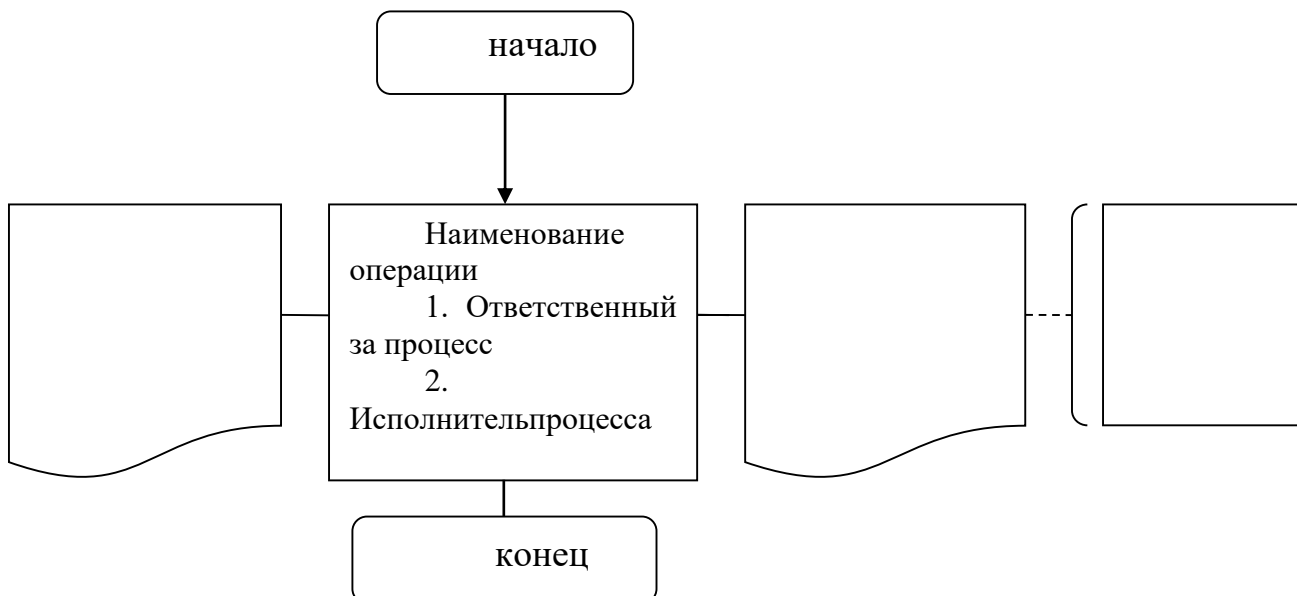 начало
Наименование
операции
1. Ответственный
за процесс
2.
Исполнительпроцесса
конец